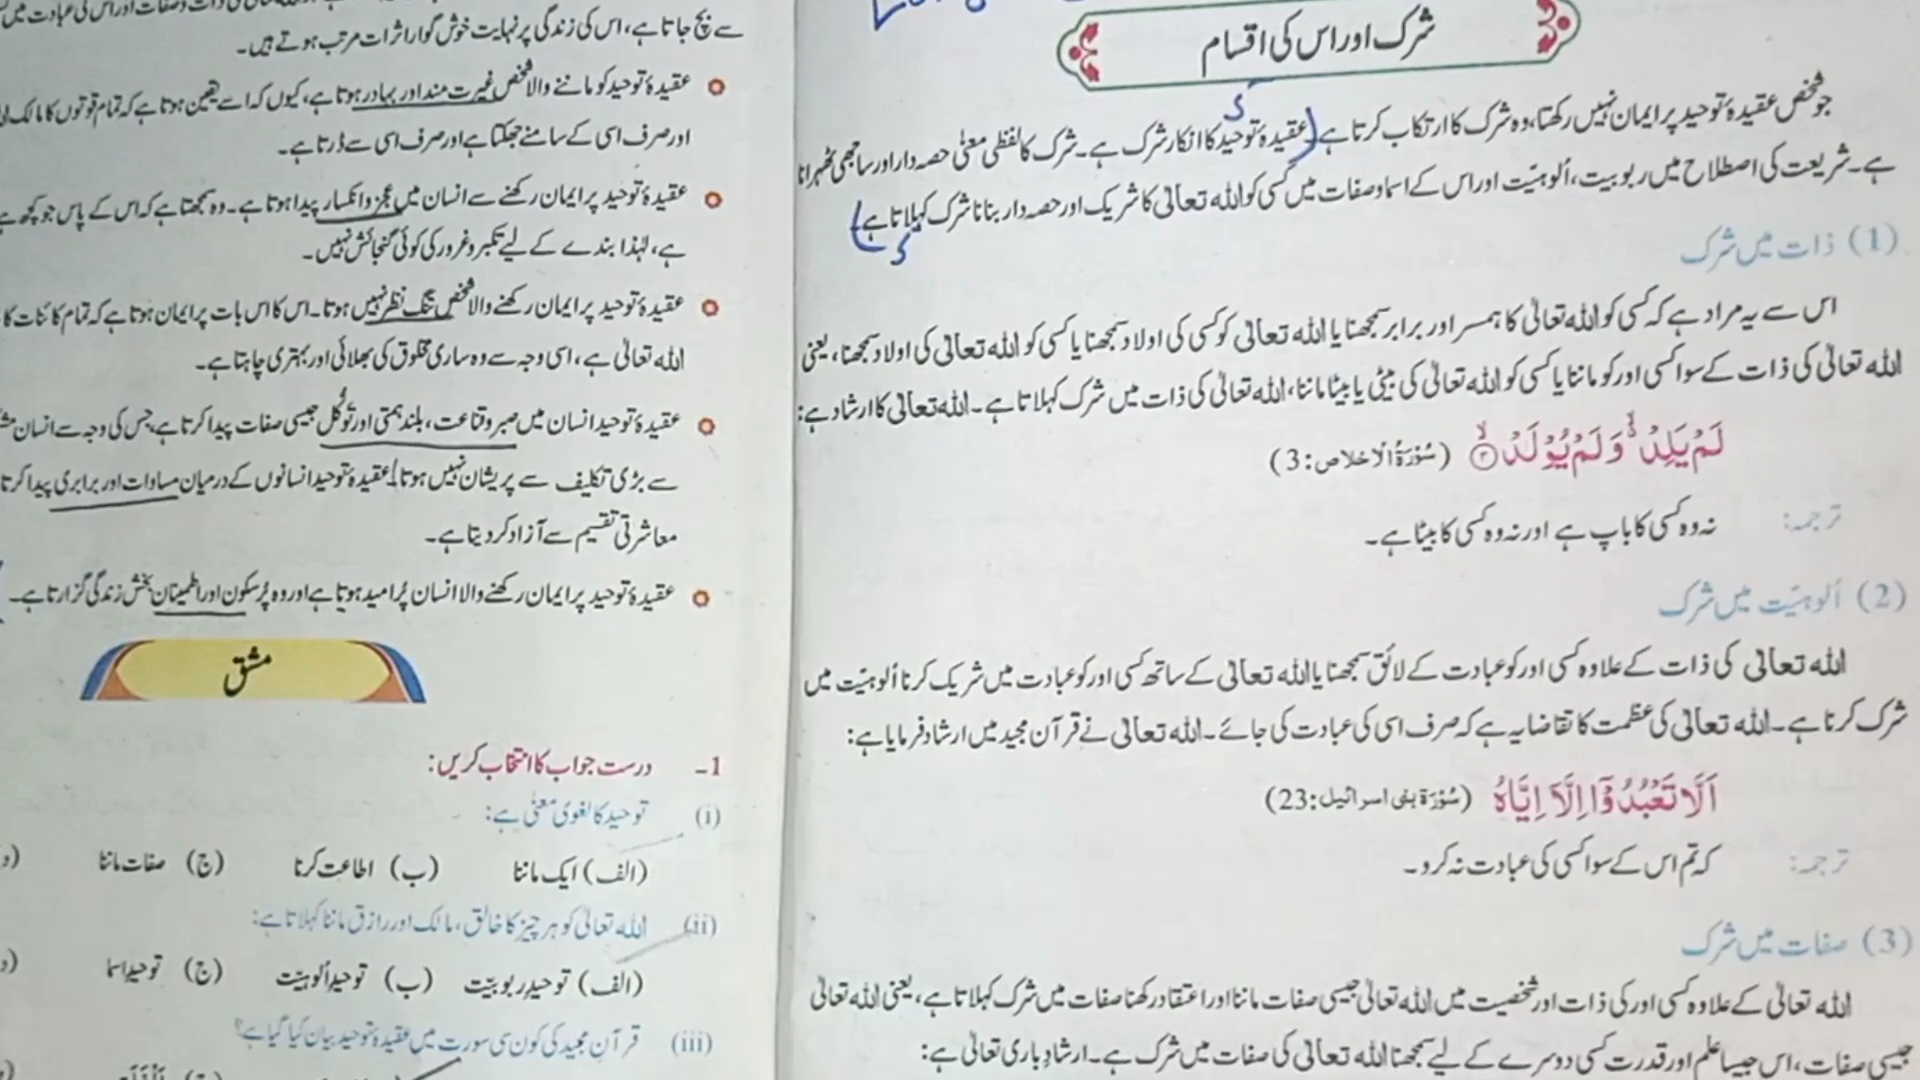 شرک اور اس کی اقسام
جو شخص عقیدۂ توحید پر ایمان نہیں رکھتا، وہ شرک کا ارتکاب کرتا ہے۔ عقیدۂ توحید کا انکار شرک ہے۔ شرک کا لفظی معنیٰ حصہ دار اور ساجھی ٹھہرانا
ہے۔ شریعت کی اصطلاح میں ربوبیت، اُلوہیّت اور اس کے اسما و صفات میں کسی کو اللہ تعالیٰ کا شریک اور حصہ دار بنانا شرک کہلاتا ہے
(1) ذات میں شرک
اس سے یہ مراد ہے کہ کسی کو اللہ تعالیٰ کا ہمسر اور برابر سمجھنا یا اللہ تعالیٰ کو کسی کی اولاد سمجھنا یا کسی کو اللہ تعالیٰ کی اولاد سمجھنا، یعنی
اللہ تعالیٰ کی ذات کے سوا کسی اور کو ماننا یا کسی کو اللہ تعالیٰ کی بیٹی یا بیٹا ماننا، اللہ تعالیٰ کی ذات میں شرک کہلاتا ہے۔ اللہ تعالیٰ کا ارشاد ہے:
لَمْ یَلِدْ ۙ وَ لَمْ یُوْلَدْ ۙ﴿۳﴾ (سُوْرَۃُ الْاِخلاص:3)
ترجمہ: نہ وہ کسی کا باپ ہے اور نہ وہ کسی کا بیٹا ہے۔
(2) اُلوہیّت میں شرک
اللہ تعالیٰ کی ذات کے علاوہ کسی اور کو عبادت کے لائق سمجھنا یا اللہ تعالیٰ کے ساتھ کسی اور کو عبادت میں شریک کرنا اُلوہیّت میں
شرک کرنا ہے۔ اللہ تعالیٰ کی عظمت کا تقاضا یہ ہے کہ صرف اسی کی عبادت کی جائے۔ اللہ تعالیٰ نے قرآن مجید میں ارشاد فرمایا ہے:
اَلَّا تَعْبُدُوْۤا اِلَّاۤ اِیَّاہُ (سُوْرَۃ بنی اسرائیل:23)
ترجمہ: کہ تم اس کے سوا کسی کی عبادت نہ کرو۔
(3) صفات میں شرک
اللہ تعالیٰ کے علاوہ کسی اور کی ذات اور شخصیت میں اللہ تعالیٰ جیسی صفات ماننا اور اعتقاد رکھنا صفات میں شرک کہلاتا ہے، یعنی اللہ تعالیٰ
جیسی صفات، اس جیسا علم اور قدرت کسی دوسرے کے لیے سمجھنا اللہ تعالیٰ کی صفات میں شرک ہے۔ ارشادِ باری تعالیٰ ہے:
سے بچ جاتا ہے، اس کی زندگی پر نہایت خوش گوار اثرات مرتب ہوتے ہیں۔
عقیدۂ توحید کو ماننے والا شخص غیرت مند اور بہادر ہوتا ہے، کیوں کہ اسے یقین ہوتا ہے کہ تمام قوتوں کا مالک
اور صرف اسی کے سامنے جھکتا ہے اور صرف اسی سے ڈرتا ہے۔
عقیدۂ توحید پر ایمان رکھنے سے انسان میں عجز و انکسار پیدا ہوتا ہے۔ وہ سمجھتا ہے کہ اس کے پاس جو کچھ ہے
ہے، لہٰذا بندے کے لیے تکبر و غرور کی کوئی گنجائش نہیں۔
عقیدۂ توحید پر ایمان رکھنے والا شخص تنگ نظر نہیں ہوتا۔ اس کا اس بات پر ایمان ہوتا ہے کہ تمام کائنات کا
اللہ تعالیٰ ہے، اسی وجہ سے وہ ساری مخلوق کی بھلائی اور بہتری چاہتا ہے۔
عقیدۂ توحید انسان میں صبر و قناعت، بلند ہمتی اور توکّل جیسی صفات پیدا کرتا ہے، جس کی وجہ سے انسان
سے بڑی تکلیف سے پریشان نہیں ہوتا۔ عقیدۂ توحید انسانوں کے درمیان مساوات اور برابری پیدا کرتا
معاشرتی تقسیم سے آزاد کر دیتا ہے۔
عقیدۂ توحید پر ایمان رکھنے والا انسان پُر امید ہوتا ہے اور وہ پُر سکون اور اطمینان بخش زندگی گزارتا ہے۔
مشق
1۔ درست جواب کا انتخاب کریں:
(i) توحید کا لغوی معنیٰ ہے:
(الف) ایک ماننا (ب) اطاعت کرنا (ج) صفات ماننا
(ii) اللہ تعالیٰ کو ہر چیز کا خالق، مالک اور رازق ماننا کہلاتا ہے:
(الف) توحیدِ ربوبیّت (ب) توحیدِ اُلوہیّت (ج) توحیدِ اسما
(iii) قرآن مجید کی کون سی سورت میں عقیدۂ توحید بیان کیا گیا ہے؟